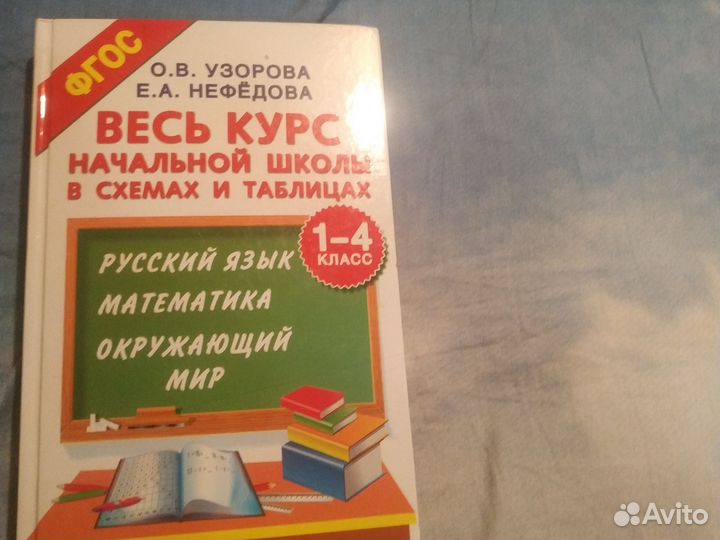 ФГОС
О.В. УЗОРОВА
Е.А. НЕФЁДОВА
ВЕСЬ КУРС
НАЧАЛЬНОЙ ШКОЛЫ
В СХЕМАХ И ТАБЛИЦАХ
1–4
КЛАСС
РУССКИЙ ЯЗЫК
МАТЕМАТИКА
ОКРУЖАЮЩИЙ
МИР
Avito